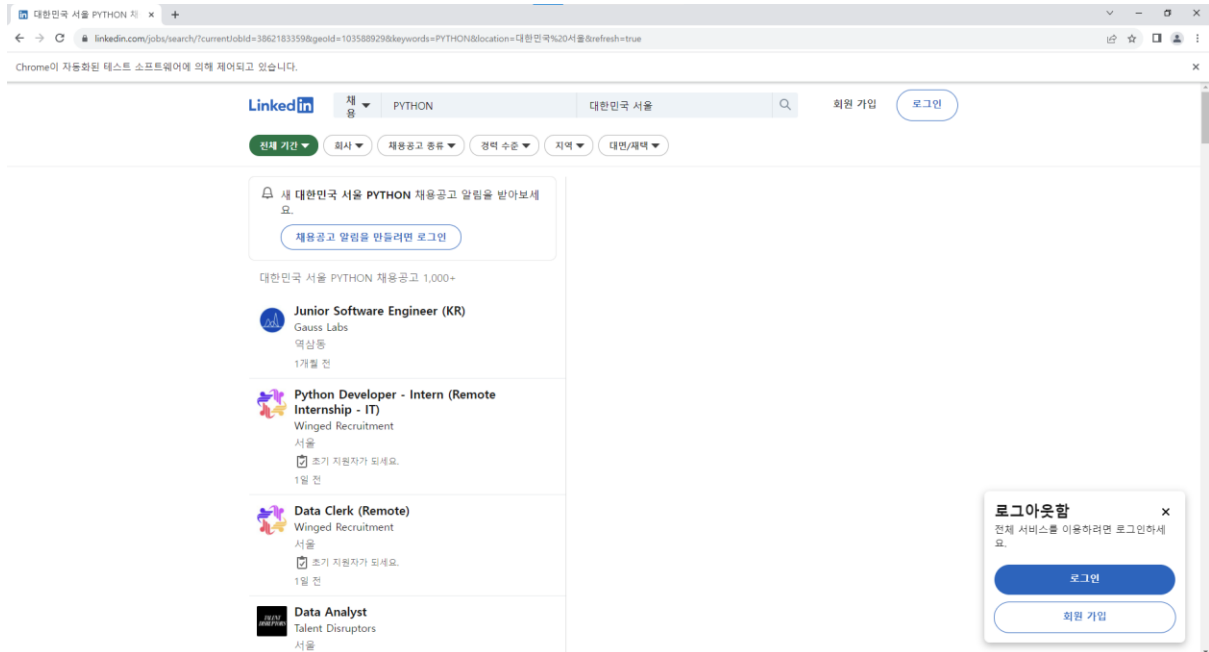 대한민국 서울 PYTHON 채
linkedin.com/jobs/search/?currentJobId=3862183359&geoId=103588929&keywords=PYTHON&location=대한민국%20서울&refresh=true
Chrome이 자동화된 테스트 소프트웨어에 의해 제어되고 있습니다.
Linked in 채용 PYTHON 대한민국 서울 회원 가입 로그인
전체 기간 회사 채용공고 종류 경력 수준 지역 대면/재택
새 대한민국 서울 PYTHON 채용공고 알림을 받아보세
요.
채용공고 알림을 만들려면 로그인
대한민국 서울 PYTHON 채용공고 1,000+
Junior Software Engineer (KR)
Gauss Labs
역삼동
1개월 전
Python Developer - Intern (Remote
Internship - IT)
Winged Recruitment
서울
초기 지원자가 되세요.
1일 전
Data Clerk (Remote)
Winged Recruitment
서울
초기 지원자가 되세요.
1일 전
TALENT
DISRUPTORS
Data Analyst
Talent Disruptors
서울
로그아웃함
전체 서비스를 이용하려면 로그인하세
요.
로그인
회원 가입